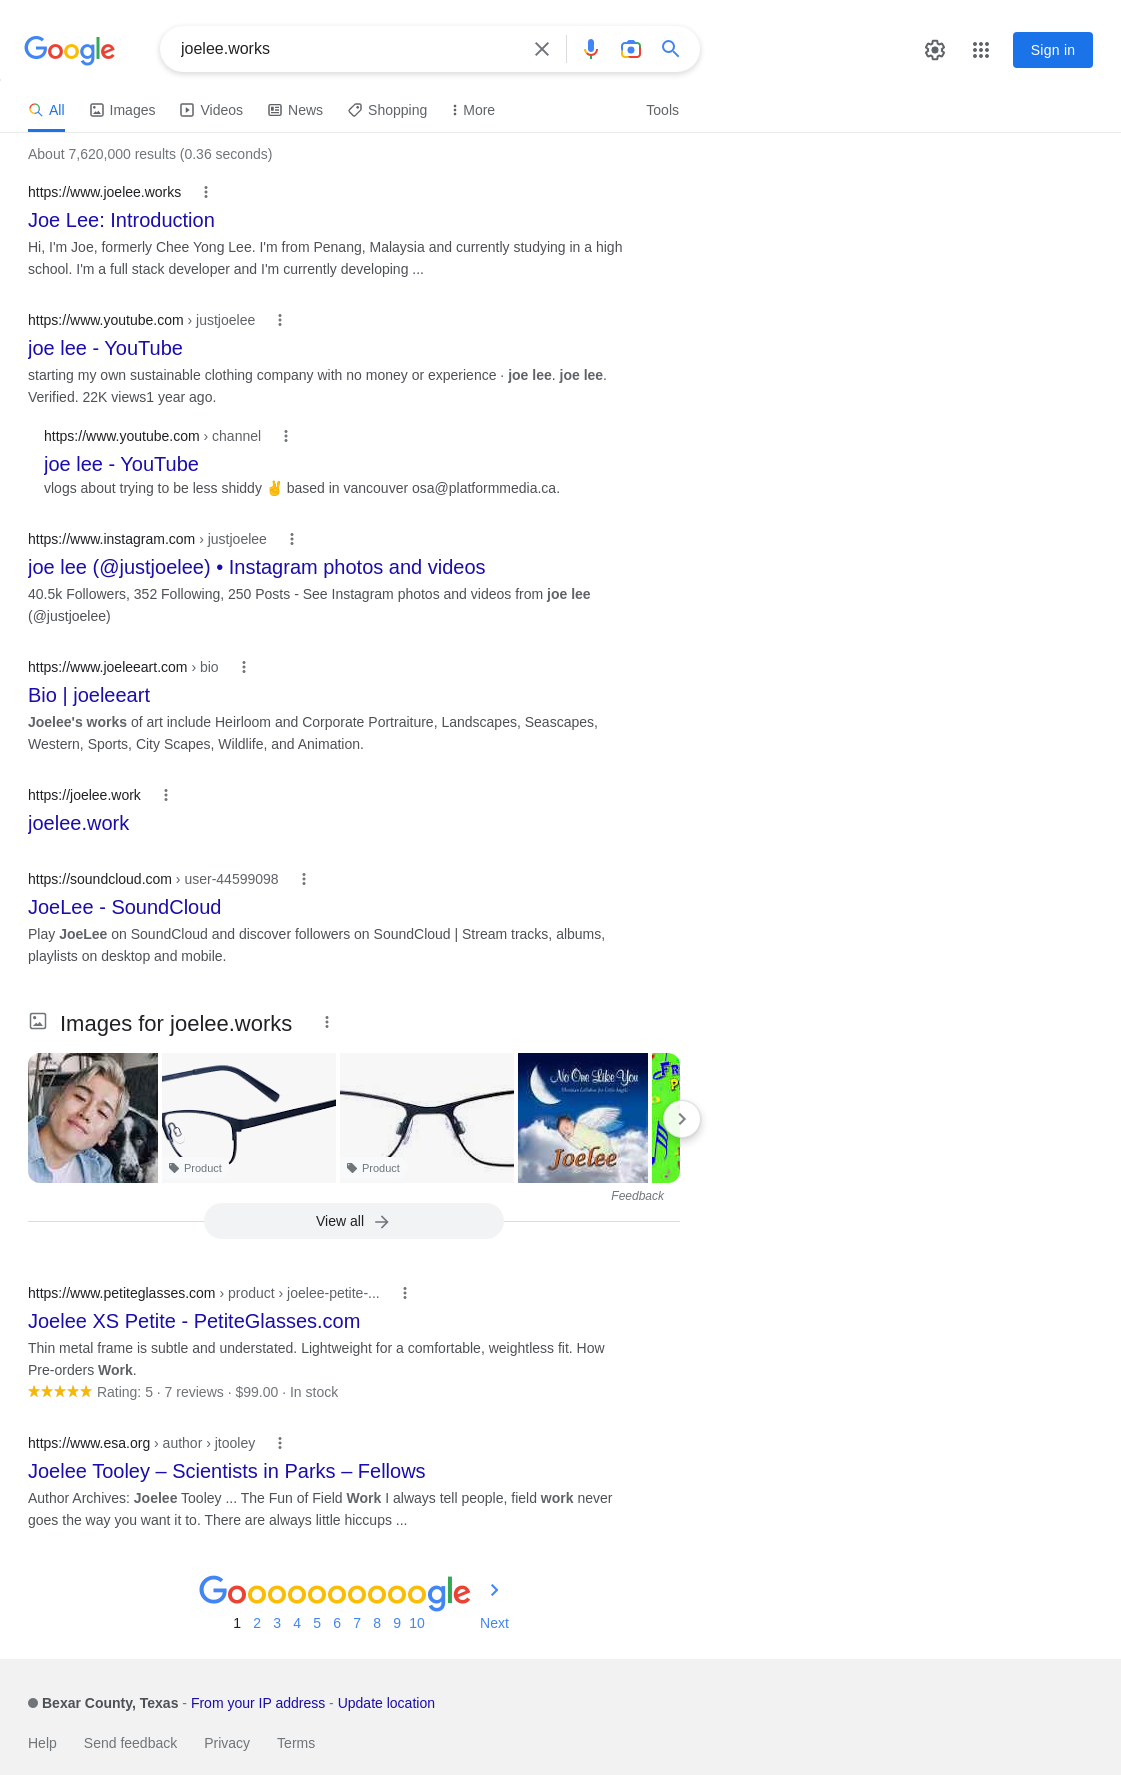 Google
joelee.works
Sign in
All
Images
Videos
News
Shopping
More
Tools
About 7,620,000 results (0.36 seconds)
https://www.joelee.works
Joe Lee: Introduction
Hi, I'm Joe, formerly Chee Yong Lee. I'm from Penang, Malaysia and currently studying in a high
school. I'm a full stack developer and I'm currently developing ...
https://www.youtube.com › justjoelee
joe lee - YouTube
starting my own sustainable clothing company with no money or experience · joe lee. joe lee.
Verified. 22K views1 year ago.
https://www.youtube.com › channel
joe lee - YouTube
vlogs about trying to be less shiddy ✌ based in vancouver osa@platformmedia.ca.
https://www.instagram.com › justjoelee
joe lee (@justjoelee) • Instagram photos and videos
40.5k Followers, 352 Following, 250 Posts - See Instagram photos and videos from joe lee
(@justjoelee)
https://www.joeleeart.com › bio
Bio | joeleeart
Joelee's works of art include Heirloom and Corporate Portraiture, Landscapes, Seascapes,
Western, Sports, City Scapes, Wildlife, and Animation.
https://joelee.work
joelee.work
https://soundcloud.com › user-44599098
JoeLee - SoundCloud
Play JoeLee on SoundCloud and discover followers on SoundCloud | Stream tracks, albums,
playlists on desktop and mobile.
Images for joelee.works
No One Like You
Joelee
Product
Product
Feedback
View all
https://www.petiteglasses.com › product › joelee-petite-...
Joelee XS Petite - PetiteGlasses.com
Thin metal frame is subtle and understated. Lightweight for a comfortable, weightless fit. How
Pre-orders Work.
★★★★★ Rating: 5 · 7 reviews · $99.00 · In stock
https://www.esa.org › author › jtooley
Joelee Tooley – Scientists in Parks – Fellows
Author Archives: Joelee Tooley ... The Fun of Field Work I always tell people, field work never
goes the way you want it to. There are always little hiccups ...
Goooooooooogle
1 2 3 4 5 6 7 8 9 10 Next
Bexar County, Texas - From your IP address - Update location
Help Send feedback Privacy Terms